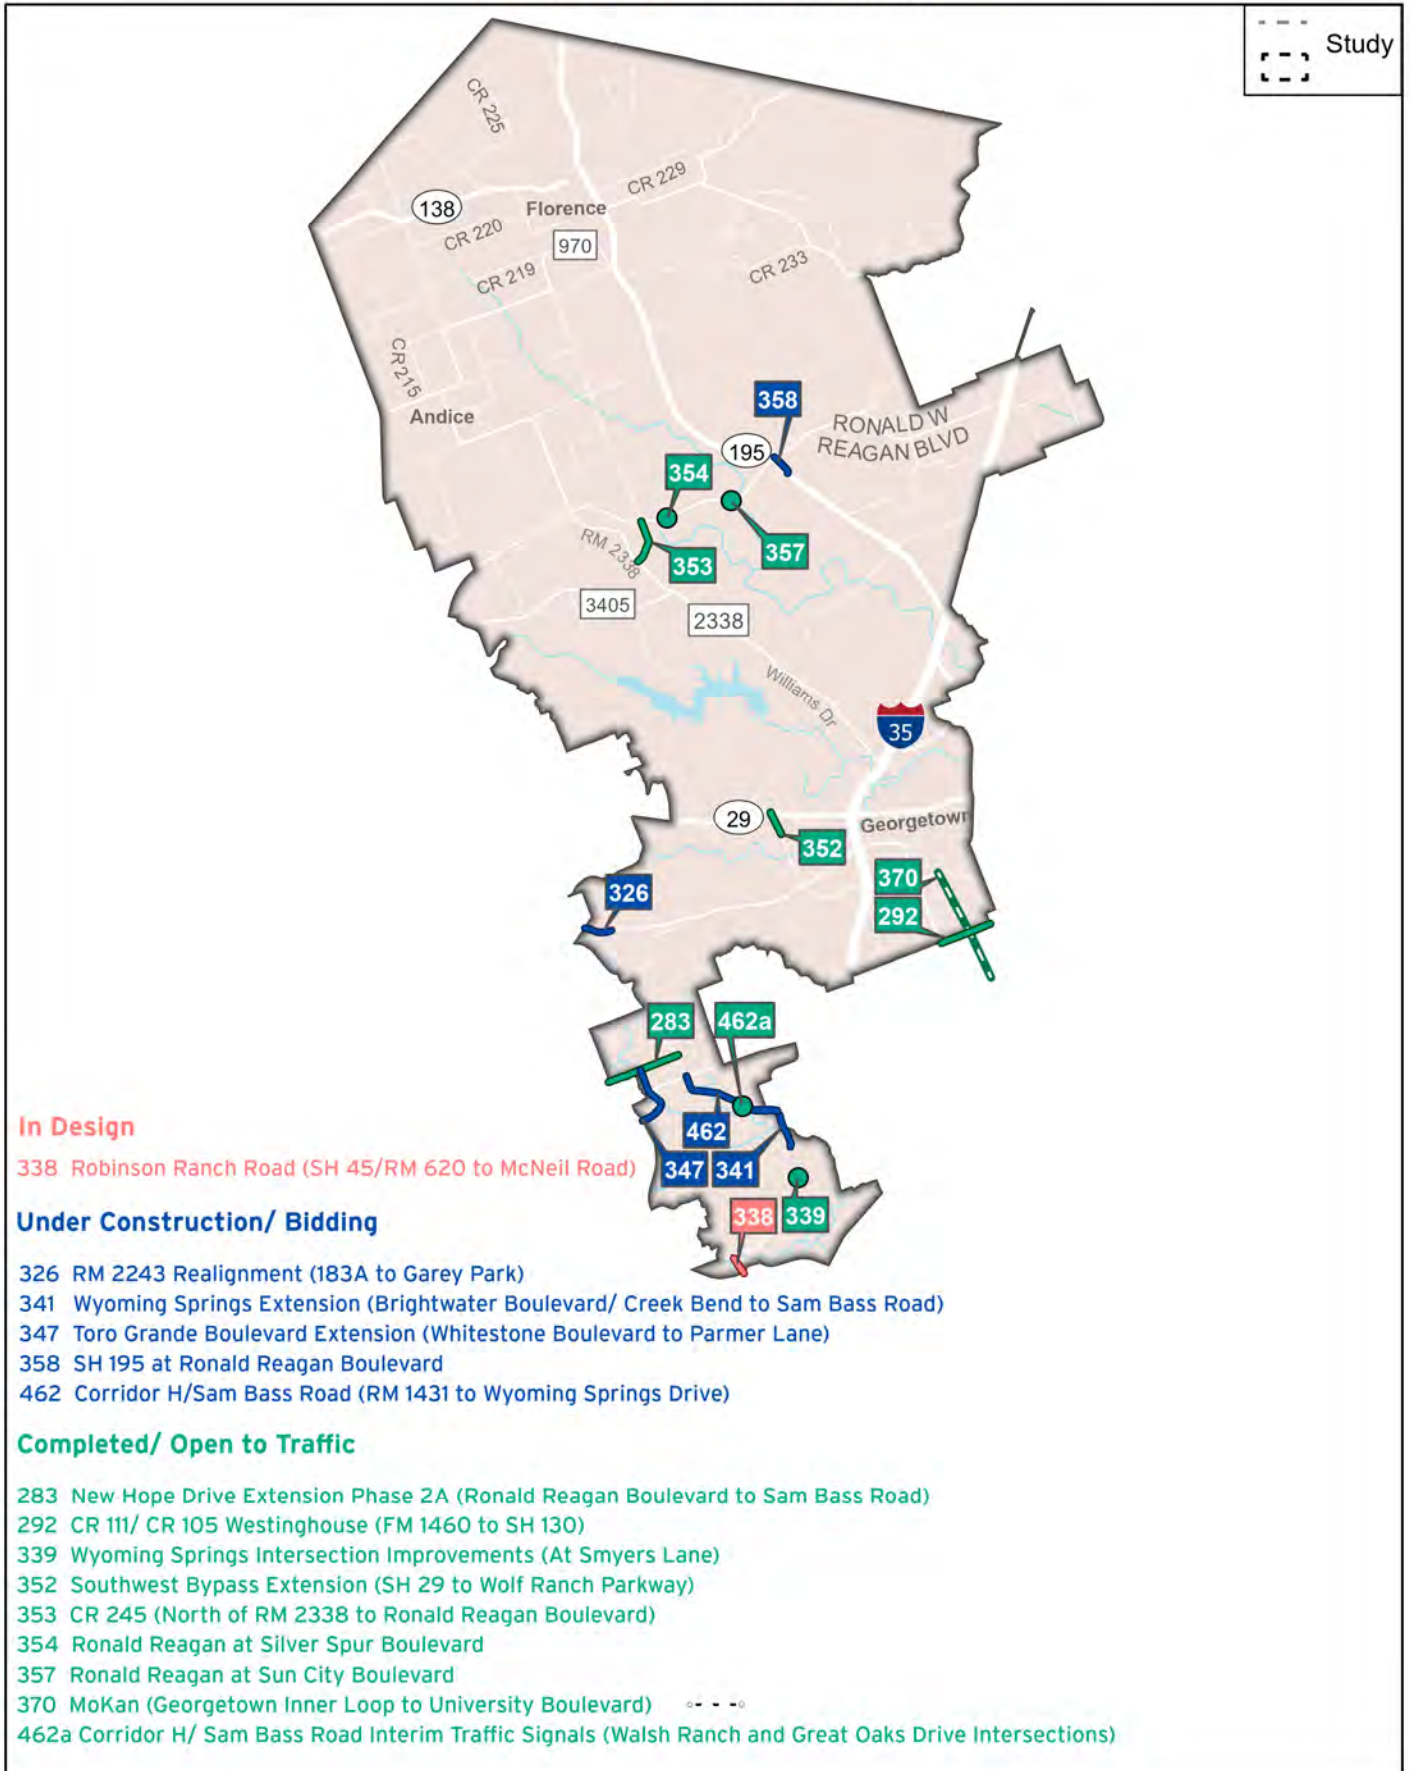 Study
CR 225
CR 229
138
Florence
CR 220
970
CR 233
CR 219
CR 215
358
Andice
RONALD W
REAGAN BLVD
195
354
357
RM 2338
353
3405
2338
Williams Dr
35
29
Georgetown
352
370
326
292
283
462a
In Design
462
338 Robinson Ranch Road (SH 45/RM 620 to McNeil Road)
347
341
338
339
Under Construction/ Bidding
326 RM 2243 Realignment (183A to Garey Park)
341 Wyoming Springs Extension (Brightwater Boulevard/ Creek Bend to Sam Bass Road)
347 Toro Grande Boulevard Extension (Whitestone Boulevard to Parmer Lane)
358 SH 195 at Ronald Reagan Boulevard
462 Corridor H/Sam Bass Road (RM 1431 to Wyoming Springs Drive)
Completed/ Open to Traffic
283 New Hope Drive Extension Phase 2A (Ronald Reagan Boulevard to Sam Bass Road)
292 CR 111/ CR 105 Westinghouse (FM 1460 to SH 130)
339 Wyoming Springs Intersection Improvements (At Smyers Lane)
352 Southwest Bypass Extension (SH 29 to Wolf Ranch Parkway)
353 CR 245 (North of RM 2338 to Ronald Reagan Boulevard)
354 Ronald Reagan at Silver Spur Boulevard
357 Ronald Reagan at Sun City Boulevard
370 MoKan (Georgetown Inner Loop to University Boulevard)
462a Corridor H/ Sam Bass Road Interim Traffic Signals (Walsh Ranch and Great Oaks Drive Intersections)